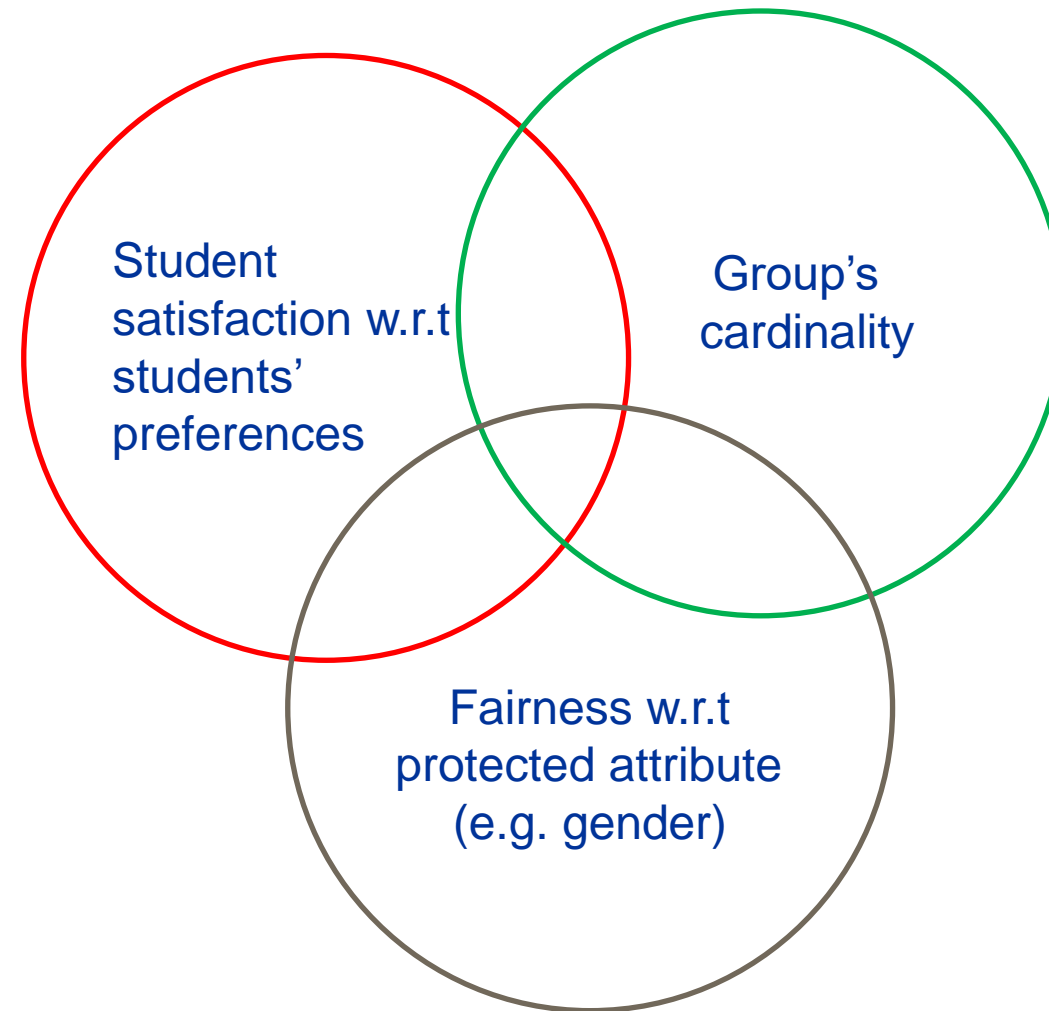 Student
satisfaction w.r.t
students’
preferences
Group’s
cardinality
Fairness w.r.t
protected attribute
(e.g. gender)